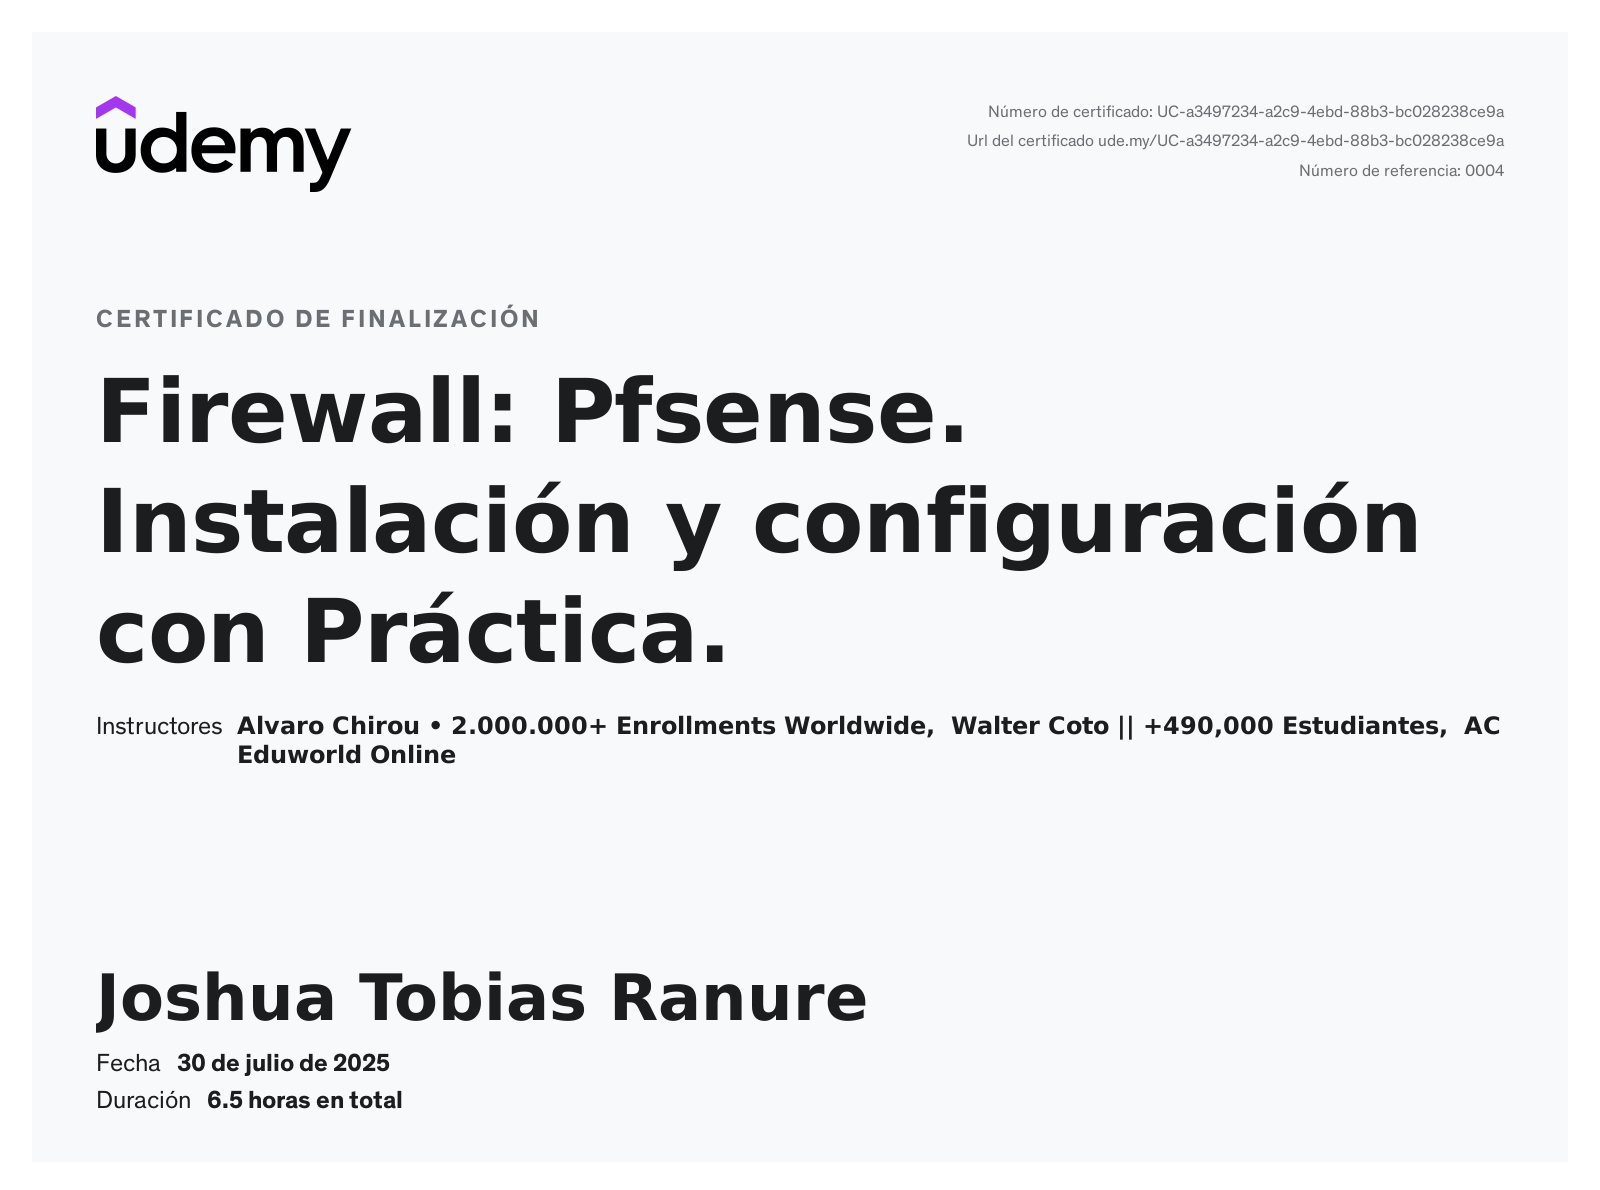 udemy
Número de certificado: UC-a3497234-a2c9-4ebd-88b3-bc028238ce9a
Url del certificado ude.my/UC-a3497234-a2c9-4ebd-88b3-bc028238ce9a
Número de referencia: 0004
CERTIFICADO DE FINALIZACIÓN
Firewall: Pfsense.
Instalación y configuración
con Práctica.
Instructores Alvaro Chirou • 2.000.000+ Enrollments Worldwide, Walter Coto || +490,000 Estudiantes, AC
Eduworld Online
Joshua Tobias Ranure
Fecha 30 de julio de 2025
Duración 6.5 horas en total